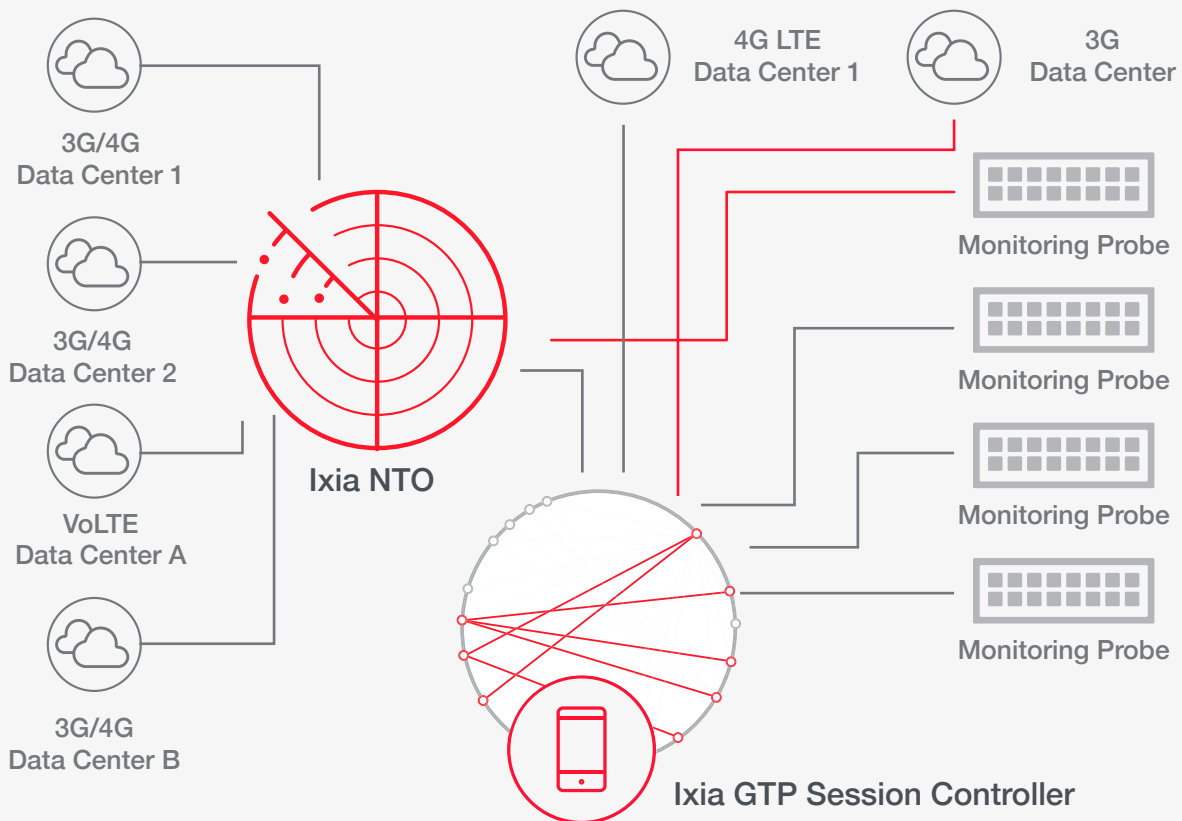 4G LTE
Data Center 1
3G
Data Center
3G/4G
Data Center 1
Monitoring Probe
3G/4G
Data Center 2
Monitoring Probe
Ixia NTO
VoLTE
Data Center A
Monitoring Probe
Monitoring Probe
3G/4G
Data Center B
Ixia GTP Session Controller